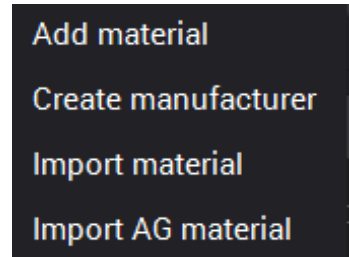 Add material
Create manufacturer
Import material
Import AG material